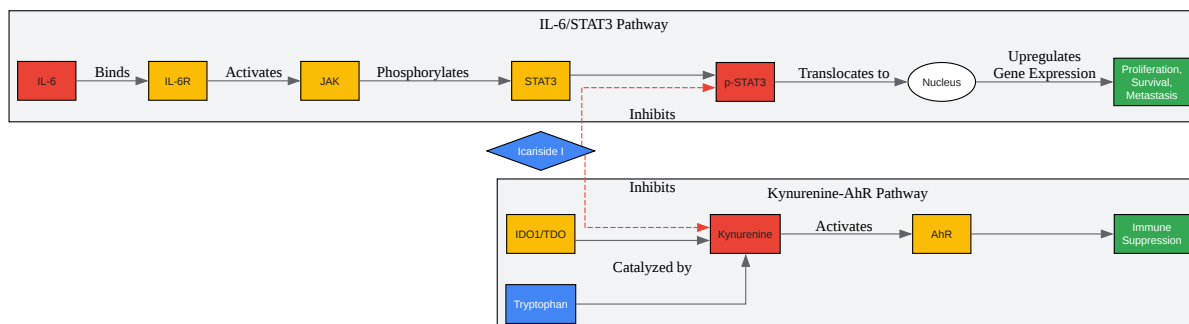 IL-6/STAT3 Pathway
IL-6
Binds
IL-6R
Activates
JAK
Phosphorylates
STAT3
p-STAT3
Translocates to
Nucleus
Upregulates
Gene Expression
Proliferation,
Survival,
Metastasis
Inhibits
Icariside I
Inhibits
Kynurenine-AhR Pathway
IDO1/TDO
Kynurenine
Activates
AhR
Immune
Suppression
Catalyzed by
Tryptophan